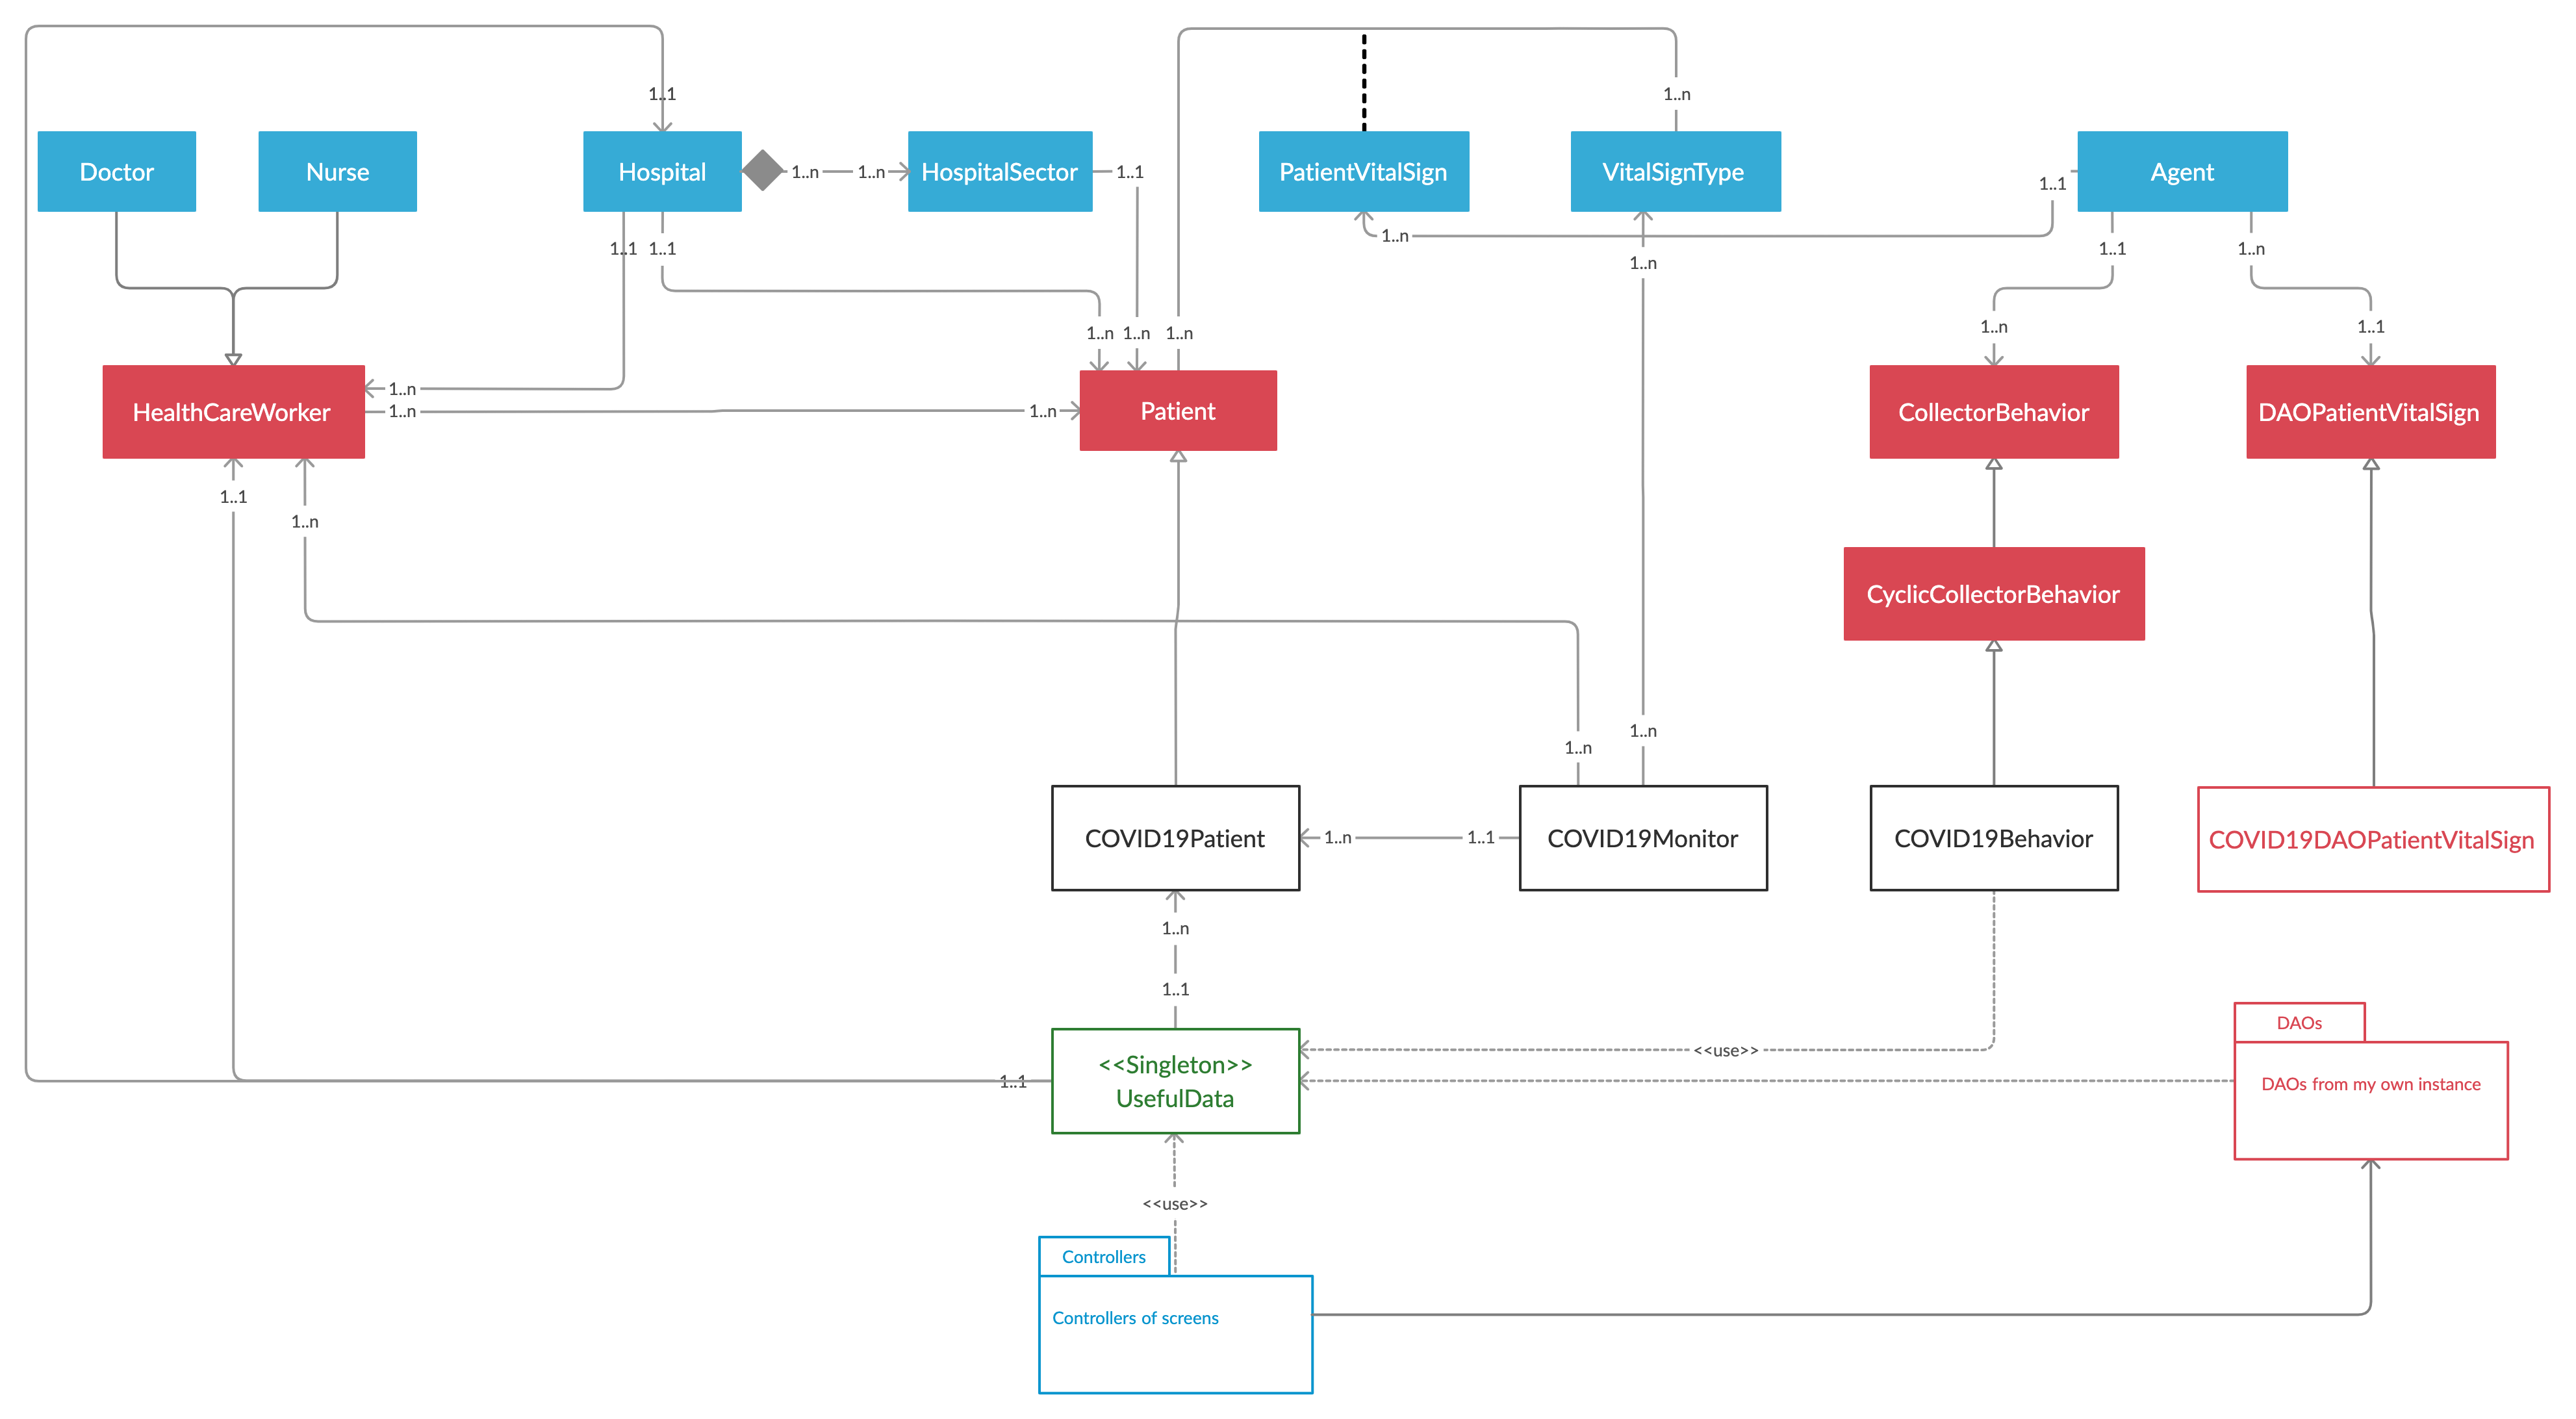 1..1
1..n
Doctor
Nurse
Hospital
1..n
1..n
HospitalSector
1..1
PatientVitalSign
VitalSignType
1..1
Agent
1..1
1..1
1..n
1..n
1..1
1..n
1..n
1..n
1..n
1..n
1..1
1..n
HealthCareWorker
1..n
1..n
Patient
CollectorBehavior
DAOPatientVitalSign
1..1
1..n
CyclicCollectorBehavior
1..n
1..n
COVID19Patient
1..n
1..1
COVID19Monitor
COVID19Behavior
COVID19DAOPatientVitalSign
1..n
1..1
1..1
<<Singleton>>
UsefulData
<<use>>
DAOs
DAOs from my own instance
<<use>>
Controllers
Controllers of screens